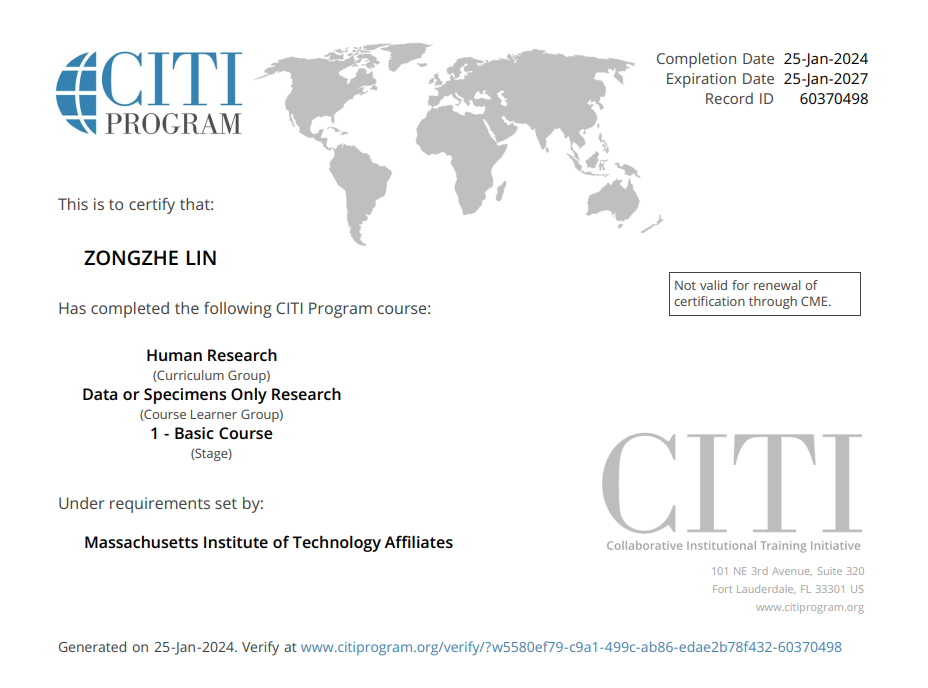 CITI
PROGRAM
Completion Date 25-Jan-2024
Expiration Date 25-Jan-2027
Record ID 60370498
This is to certify that:
ZONGZHE LIN
Has completed the following CITI Program course:
Not valid for renewal of
certification through CME.
Human Research
(Curriculum Group)
Data or Specimens Only Research
(Course Learner Group)
1 - Basic Course
(Stage)
Under requirements set by:
Massachusetts Institute of Technology Affiliates
CITI
Collaborative Institutional Training Initiative
101 NE 3rd Avenue, Suite 320
Fort Lauderdale, FL 33301 US
www.citiprogram.org
Generated on 25-Jan-2024. Verify at www.citiprogram.org/verify/?w5580ef79-c9a1-499c-ab86-edae2b78f432-60370498